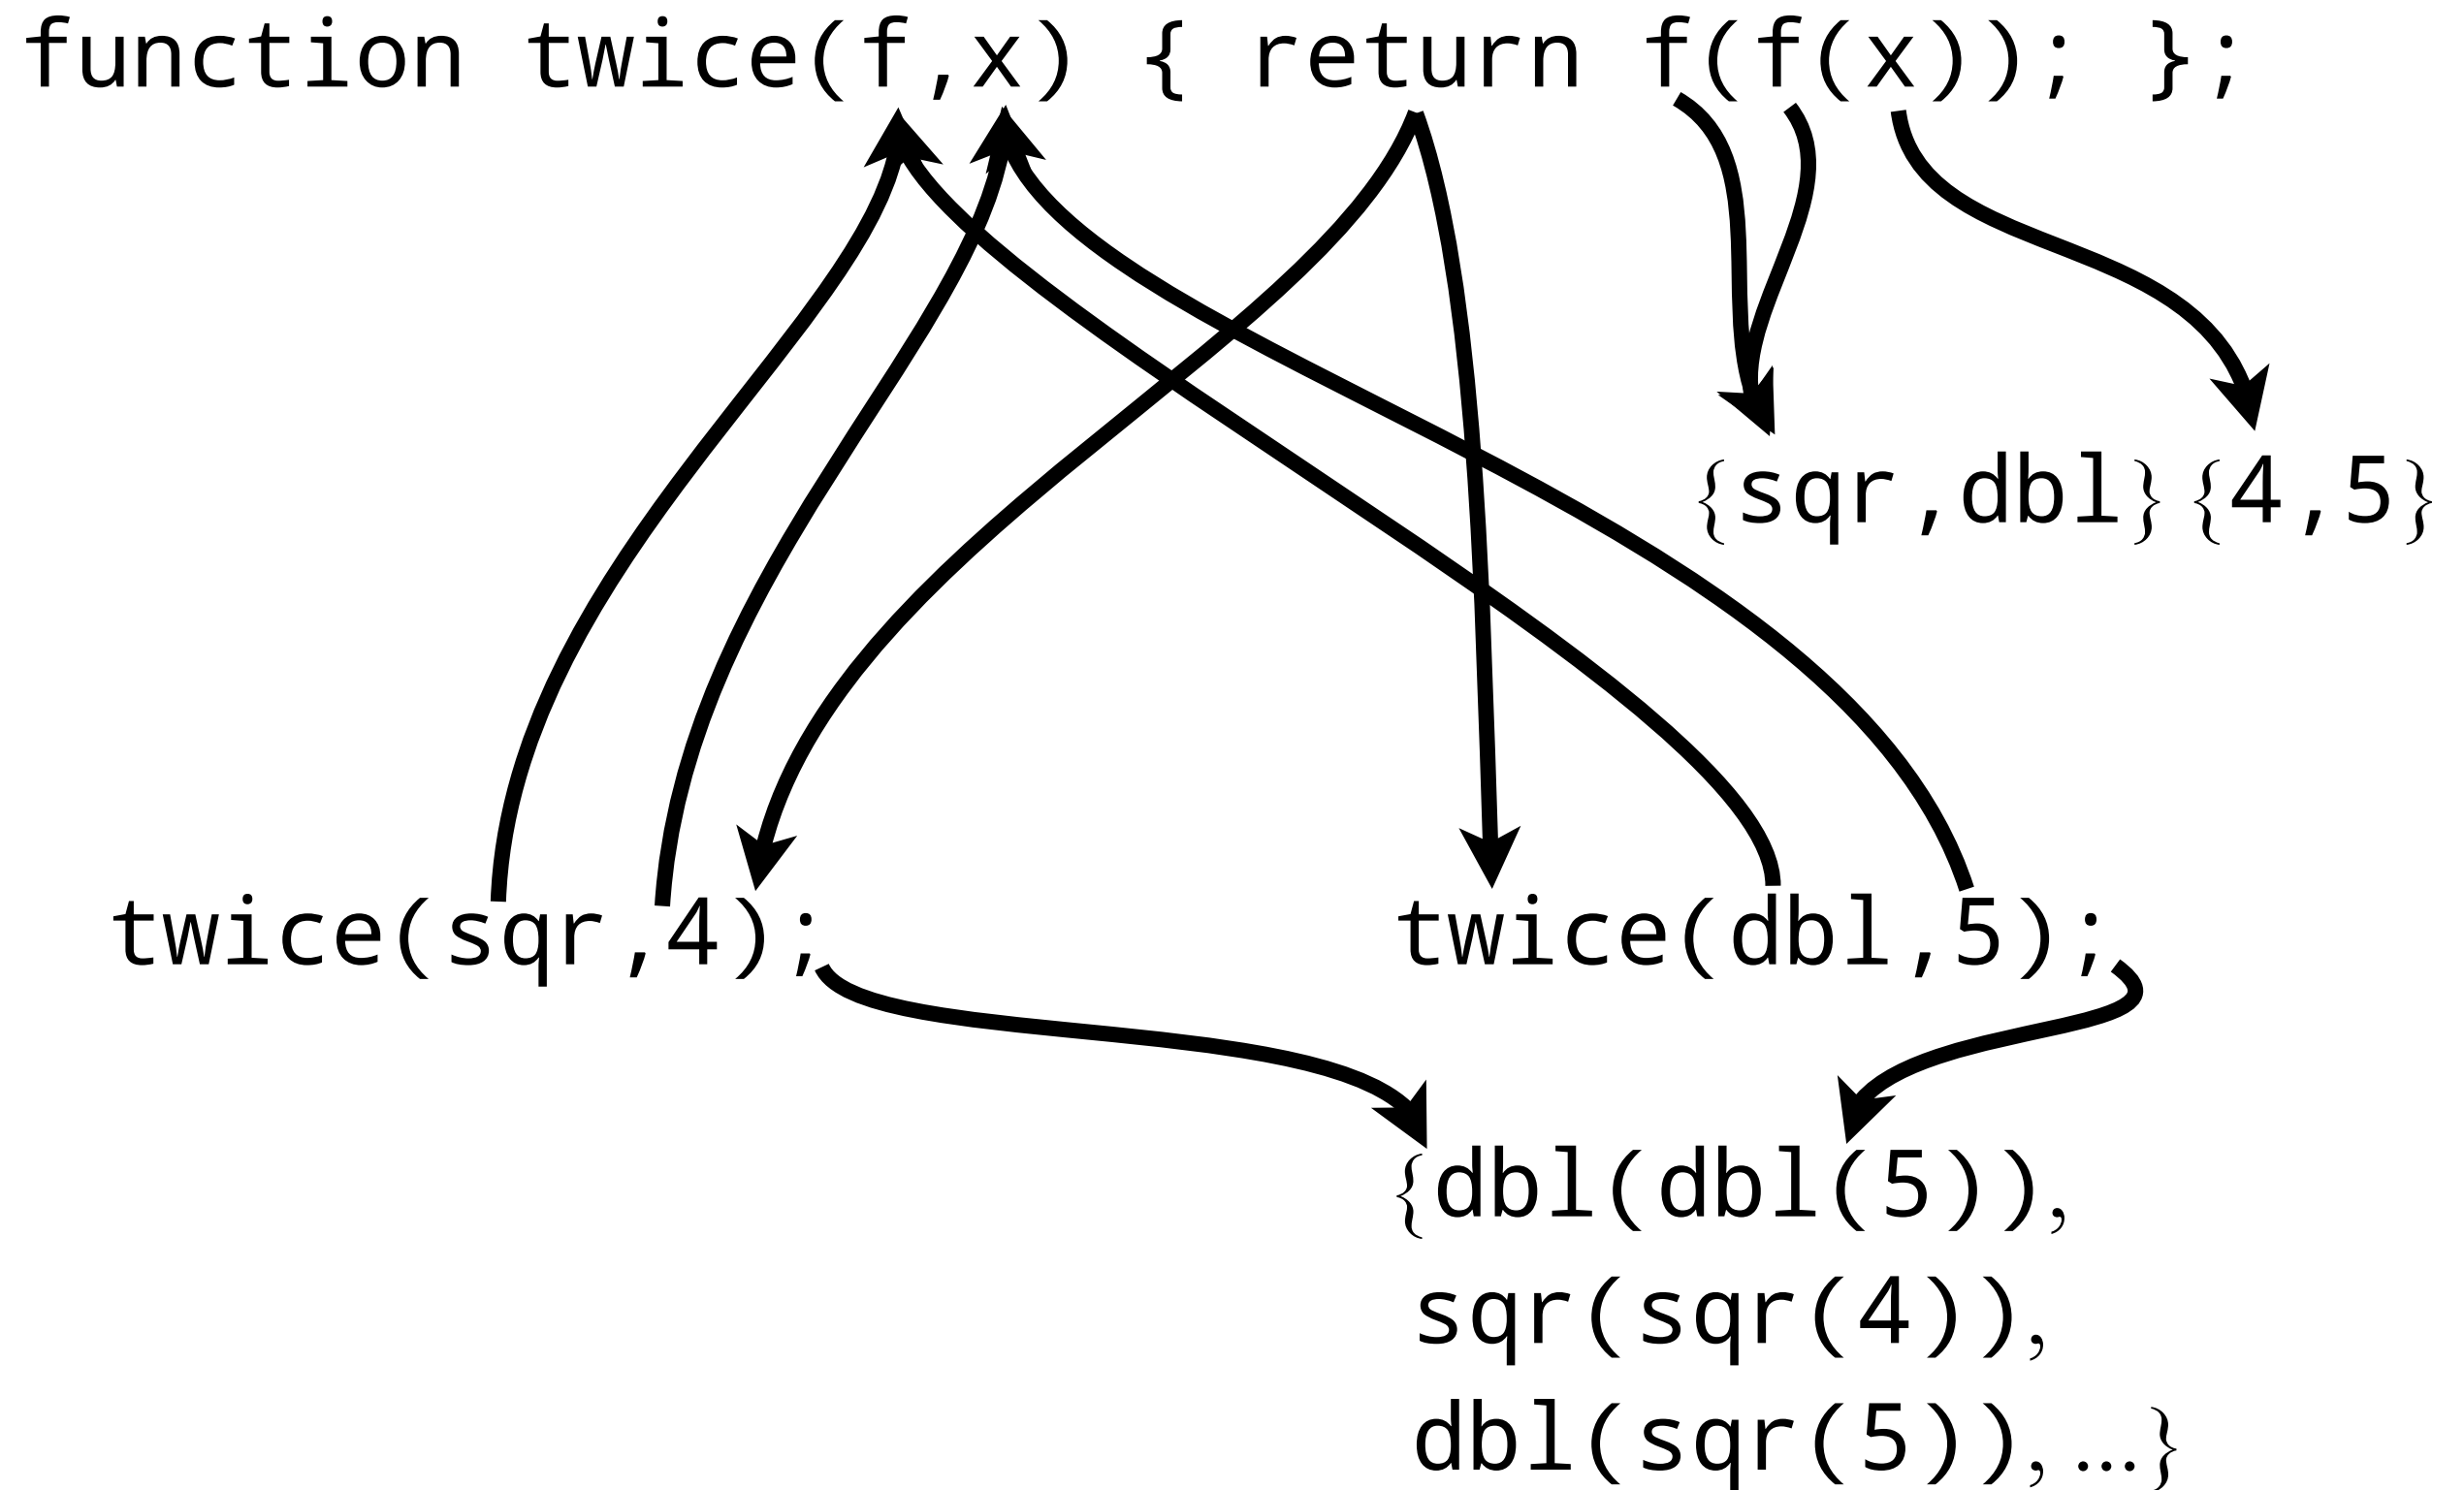 function twice(f,x) { return f(f(x)); };
{sqr,dbl}{4,5}
twice(sqr,4);
twice(dbl,5);
{dbl(dbl(5)),
sqr(sqr(4)),
dbl(sqr(5)),...}